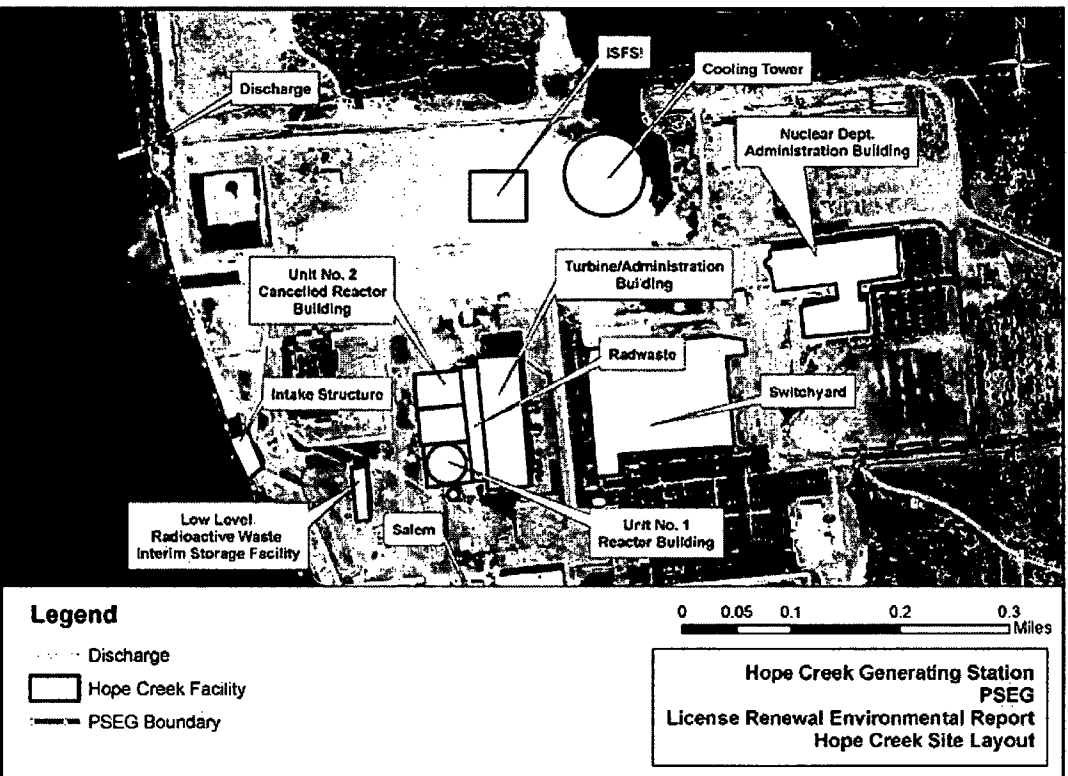 N
ISFSI
Cooling Tower
Discharge
Nuclear Dept.
Administration Building
Unit No. 2
Cancelled Reactor
Building
Turbine/Administration
Building
Radwaste
Intake Structure
Switchyard
Low Level
Radioactive Waste
Interim Storage Facility
Salem
Unit No. 1
Reactor Building
Legend
Discharge
Hope Creek Facility
PSEG Boundary
0 0.05 0.1 0.2 0.3
Miles
Hope Creek Generating Station
PSEG
License Renewal Environmental Report
Hope Creek Site Layout